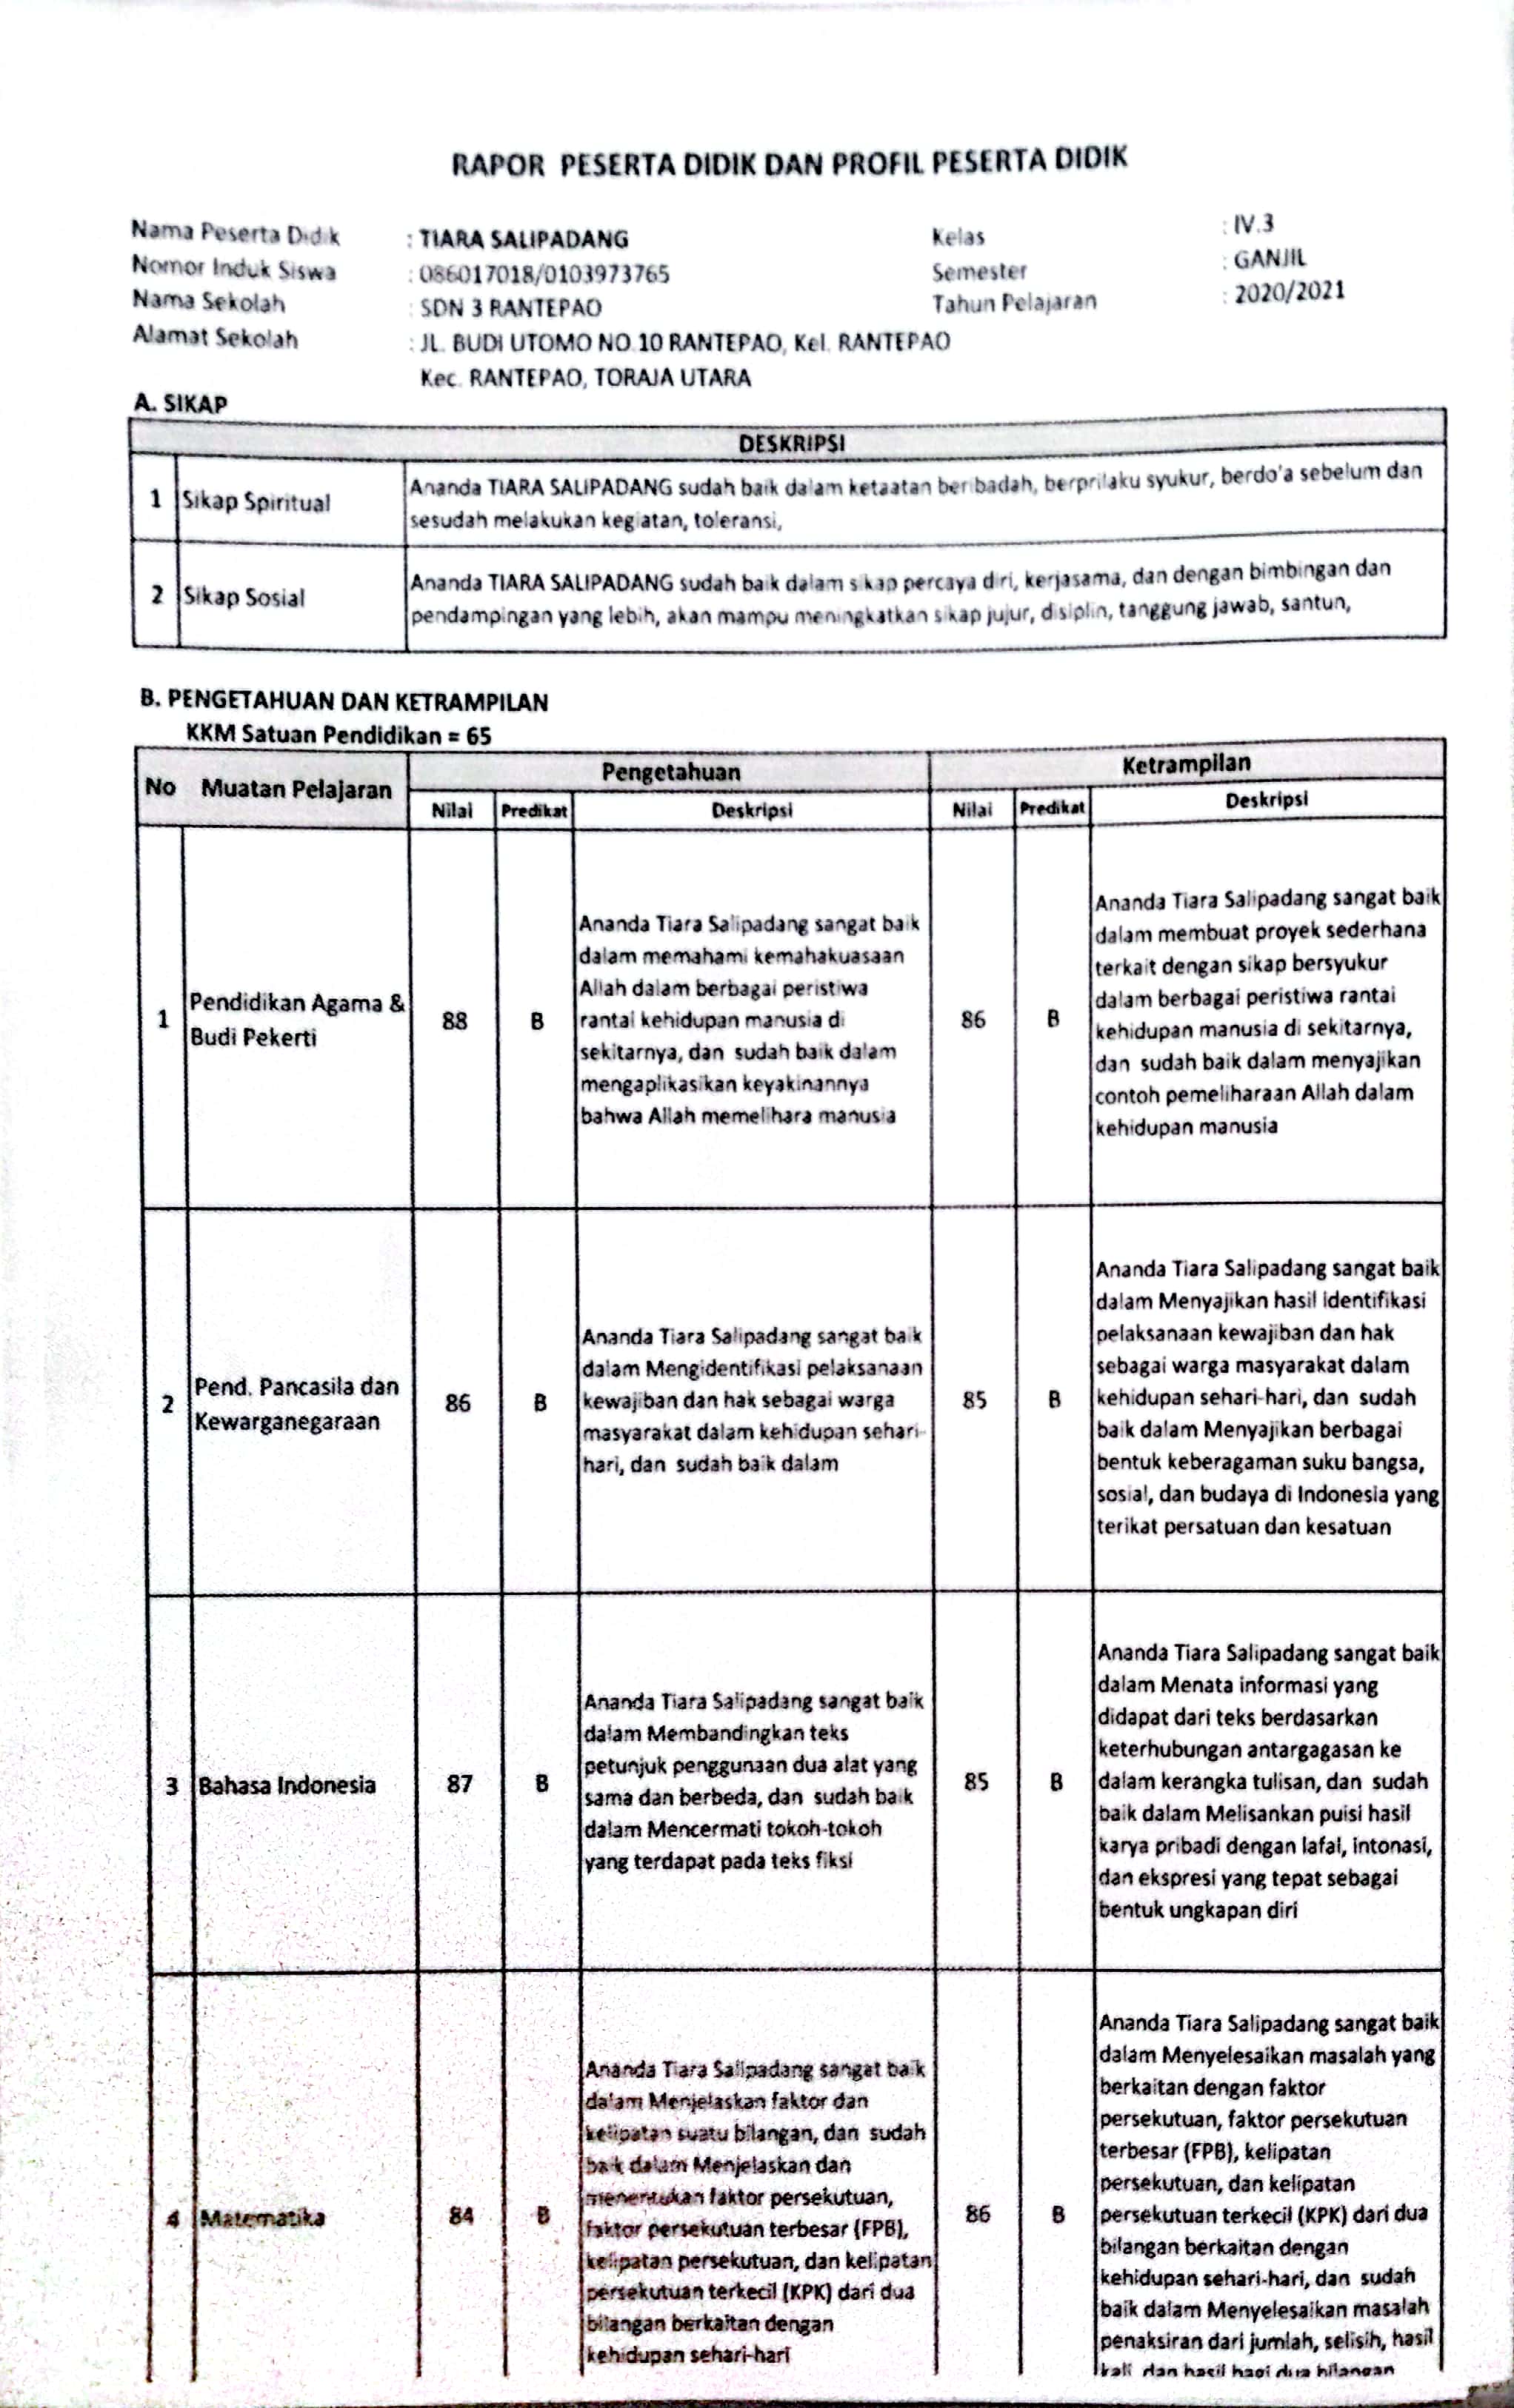 RAPOR PESERTA DIDIK DAN PROFIL PESERTA DIDIK
Nama Peserta Didik : TIARA SALIPADANG Kelas : IV.3
Nomor Induk Siswa : 086017018/0103973765 Semester : GANJIL
Nama Sekolah : SDN 3 RANTEPAO Tahun Pelajaran : 2020/2021
Alamat Sekolah : JL. BUDI UTOMO NO.10 RANTEPAO, Kel. RANTEPAO
Kec. RANTEPAO, TORAJA UTARA
A. SIKAP
DESKRIPSI
1 Sikap Spiritual
Ananda TIARA SALIPADANG sudah baik dalam ketaatan beribadah, berprilaku syukur, berdo'a sebelum dan
sesudah melakukan kegiatan, toleransi,
2 Sikap Sosial
Ananda TIARA SALIPADANG sudah baik dalam sikap percaya diri, kerjasama, dan dengan bimbingan dan
pendampingan yang lebih, akan mampu meningkatkan sikap jujur, disiplin, tanggung jawab, santun,
B. PENGETAHUAN DAN KETRAMPILAN
KKM Satuan Pendidikan = 65
No Muatan Pelajaran Pengetahuan Ketrampilan
Nilai Predikat Deskripsi Nilai Predikat Deskripsi
1
Pendidikan Agama &
Budi Pekerti
88 B
Ananda Tiara Salipadang sangat baik
dalam memahami kemahakuasaan
Allah dalam berbagai peristiwa
rantai kehidupan manusia di
sekitarnya, dan sudah baik dalam
mengaplikasikan keyakinannya
bahwa Allah memelihara manusia
86 B
Ananda Tiara Salipadang sangat baik
dalam membuat proyek sederhana
terkait dengan sikap bersyukur
dalam berbagai peristiwa rantai
kehidupan manusia di sekitarnya,
dan sudah baik dalam menyajikan
contoh pemeliharaan Allah dalam
kehidupan manusia
2
Pend. Pancasila dan
Kewarganegaraan
86 B
Ananda Tiara Salipadang sangat baik
dalam Mengidentifikasi pelaksanaan
kewajiban dan hak sebagai warga
masyarakat dalam kehidupan sehari-
hari, dan sudah baik dalam
85 B
Ananda Tiara Salipadang sangat baik
dalam Menyajikan hasil identifikasi
pelaksanaan kewajiban dan hak
sebagai warga masyarakat dalam
kehidupan sehari-hari, dan sudah
baik dalam Menyajikan berbagai
bentuk keberagaman suku bangsa,
sosial, dan budaya di Indonesia yang
terikat persatuan dan kesatuan
3 Bahasa Indonesia 87 B
Ananda Tiara Salipadang sangat baik
dalam Membandingkan teks
petunjuk penggunaan dua alat yang
sama dan berbeda, dan sudah baik
dalam Mencermati tokoh-tokoh
yang terdapat pada teks fiksi
85 B
Ananda Tiara Salipadang sangat baik
dalam Menata informasi yang
didapat dari teks berdasarkan
keterhubungan antargagasan ke
dalam kerangka tulisan, dan sudah
baik dalam Melisankan puisi hasil
karya pribadi dengan lafal, intonasi,
dan ekspresi yang tepat sebagai
bentuk ungkapan diri
4 Matematika 84 B
Ananda Tiara Salipadang sangat baik
dalam Menjelaskan faktor dan
kelipatan suatu bilangan, dan sudah
baik dalam Menjelaskan dan
menentukan faktor persekutuan,
faktor persekutuan terbesar (FPB),
kelipatan persekutuan, dan kelipatan
persekutuan terkecil (KPK) dari dua
bilangan berkaitan dengan
kehidupan sehari-hari
86 B
Ananda Tiara Salipadang sangat baik
dalam Menyelesaikan masalah yang
berkaitan dengan faktor
persekutuan, faktor persekutuan
terbesar (FPB), kelipatan
persekutuan, dan kelipatan
persekutuan terkecil (KPK) dari dua
bilangan berkaitan dengan
kehidupan sehari-hari, dan sudah
baik dalam Menyelesaikan masalah
penaksiran dari jumlah, selisih, hasil
kali dan hasil bagi dua bilangan